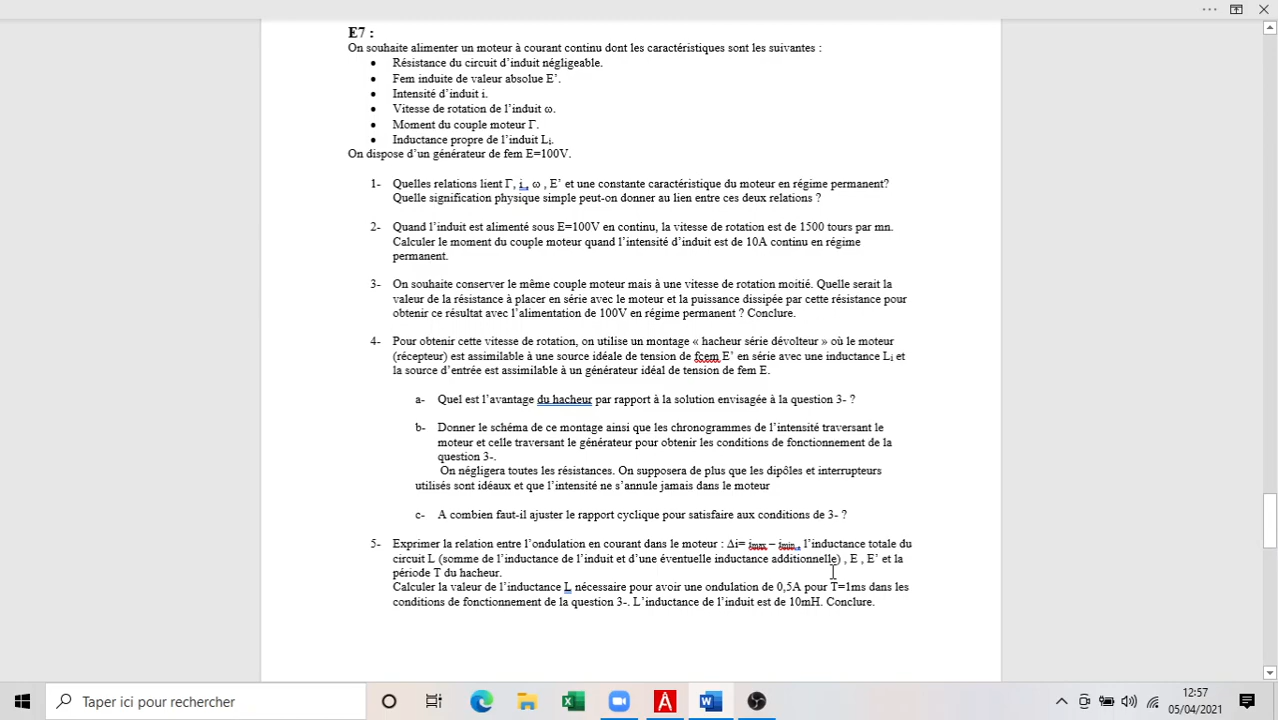 E7 :
On souhaite alimenter un moteur à courant continu dont les caractéristiques sont les suivantes :
• Résistance du circuit d'induit négligeable.
• Fem induite de valeur absolue E'.
• Intensité d'induit i.
• Vitesse de rotation de l'induit ω.
• Moment du couple moteur Γ.
• Inductance propre de l'induit Li.
On dispose d'un générateur de fem E=100V.
1- Quelles relations lient Γ, i , ω , E' et une constante caractéristique du moteur en régime permanent?
Quelle signification physique simple peut-on donner au lien entre ces deux relations ?
2- Quand l'induit est alimenté sous E=100V en continu, la vitesse de rotation est de 1500 tours par mn.
Calculer le moment du couple moteur quand l'intensité d'induit est de 10A continu en régime
permanent.
3- On souhaite conserver le même couple moteur mais à une vitesse de rotation moitié. Quelle serait la
valeur de la résistance à placer en série avec le moteur et la puissance dissipée par cette résistance pour
obtenir ce résultat avec l'alimentation de 100V en régime permanent ? Conclure.
4- Pour obtenir cette vitesse de rotation, on utilise un montage « hacheur série dévolteur » où le moteur
(récepteur) est assimilable à une source idéale de tension de fcem E' en série avec une inductance Li et
la source d'entrée est assimilable à un générateur idéal de tension de fem E.
a- Quel est l'avantage du hacheur par rapport à la solution envisagée à la question 3- ?
b- Donner le schéma de ce montage ainsi que les chronogrammes de l'intensité traversant le
moteur et celle traversant le générateur pour obtenir les conditions de fonctionnement de la
question 3-.
On négligera toutes les résistances. On supposera de plus que les dipôles et interrupteurs
utilisés sont idéaux et que l'intensité ne s'annule jamais dans le moteur
c- A combien faut-il ajuster le rapport cyclique pour satisfaire aux conditions de 3- ?
5- Exprimer la relation entre l'ondulation en courant dans le moteur : Δi= imax – imin , l'inductance totale du
circuit L (somme de l'inductance de l'induit et d'une éventuelle inductance additionnelle) , E , E' et la
période T du hacheur.
Calculer la valeur de l'inductance L nécessaire pour avoir une ondulation de 0,5A pour T=1ms dans les
conditions de fonctionnement de la question 3-. L'inductance de l'induit est de 10mH. Conclure.
Taper ici pour rechercher
12:57
05/04/2021